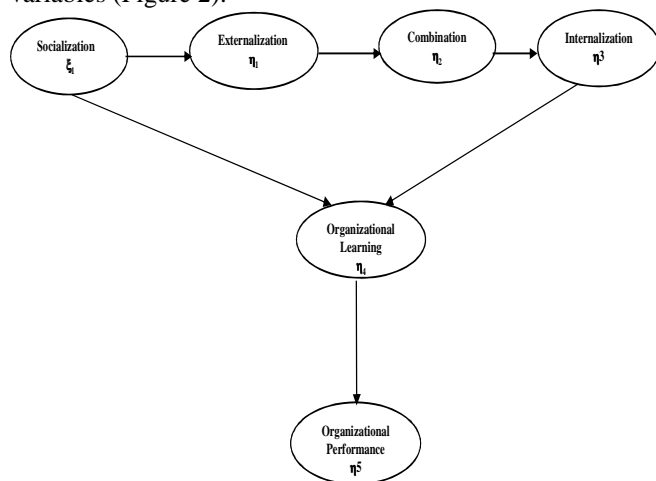 variables (Figure 2).
Socialization
ξ₁
Externalization
η₁
Combination
η₂
Internalization
η3
Organizational
Learning
η₄
Organizational
Performance
η5